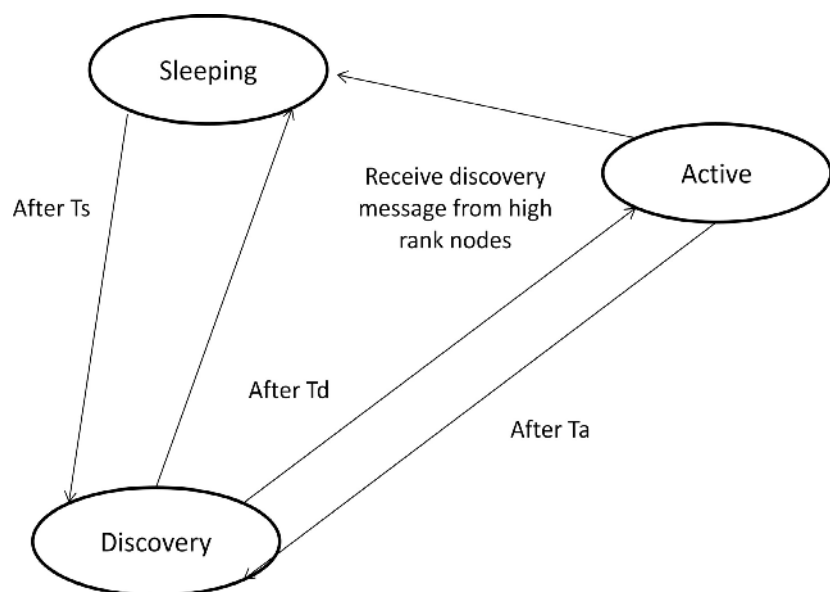 Sleeping
Active
Receive discovery
message from high
rank nodes
After Ts
After Td
After Ta
Discovery